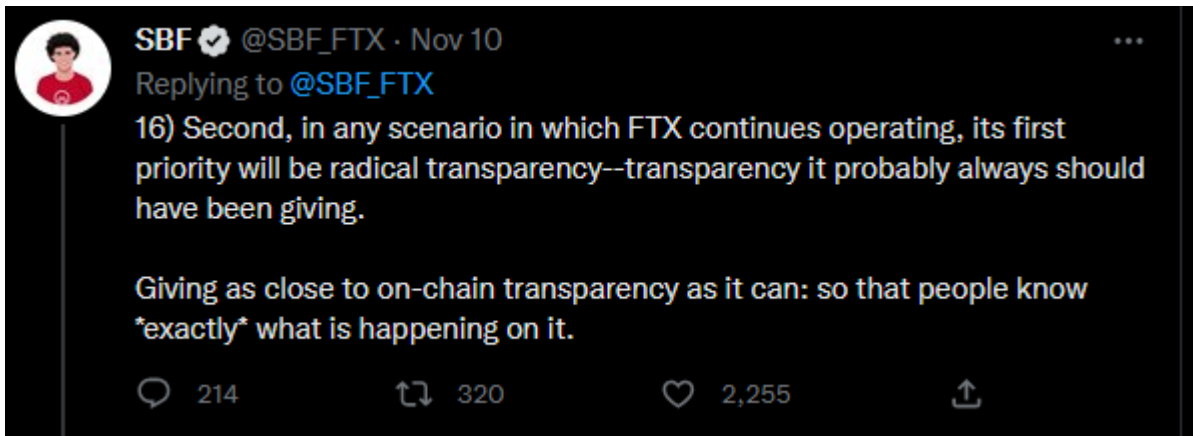 SBF @SBF_FTX · Nov 10
Replying to @SBF_FTX
16) Second, in any scenario in which FTX continues operating, its first
priority will be radical transparency--transparency it probably always should
have been giving.
Giving as close to on-chain transparency as it can: so that people know
*exactly* what is happening on it.
214 320 2,255